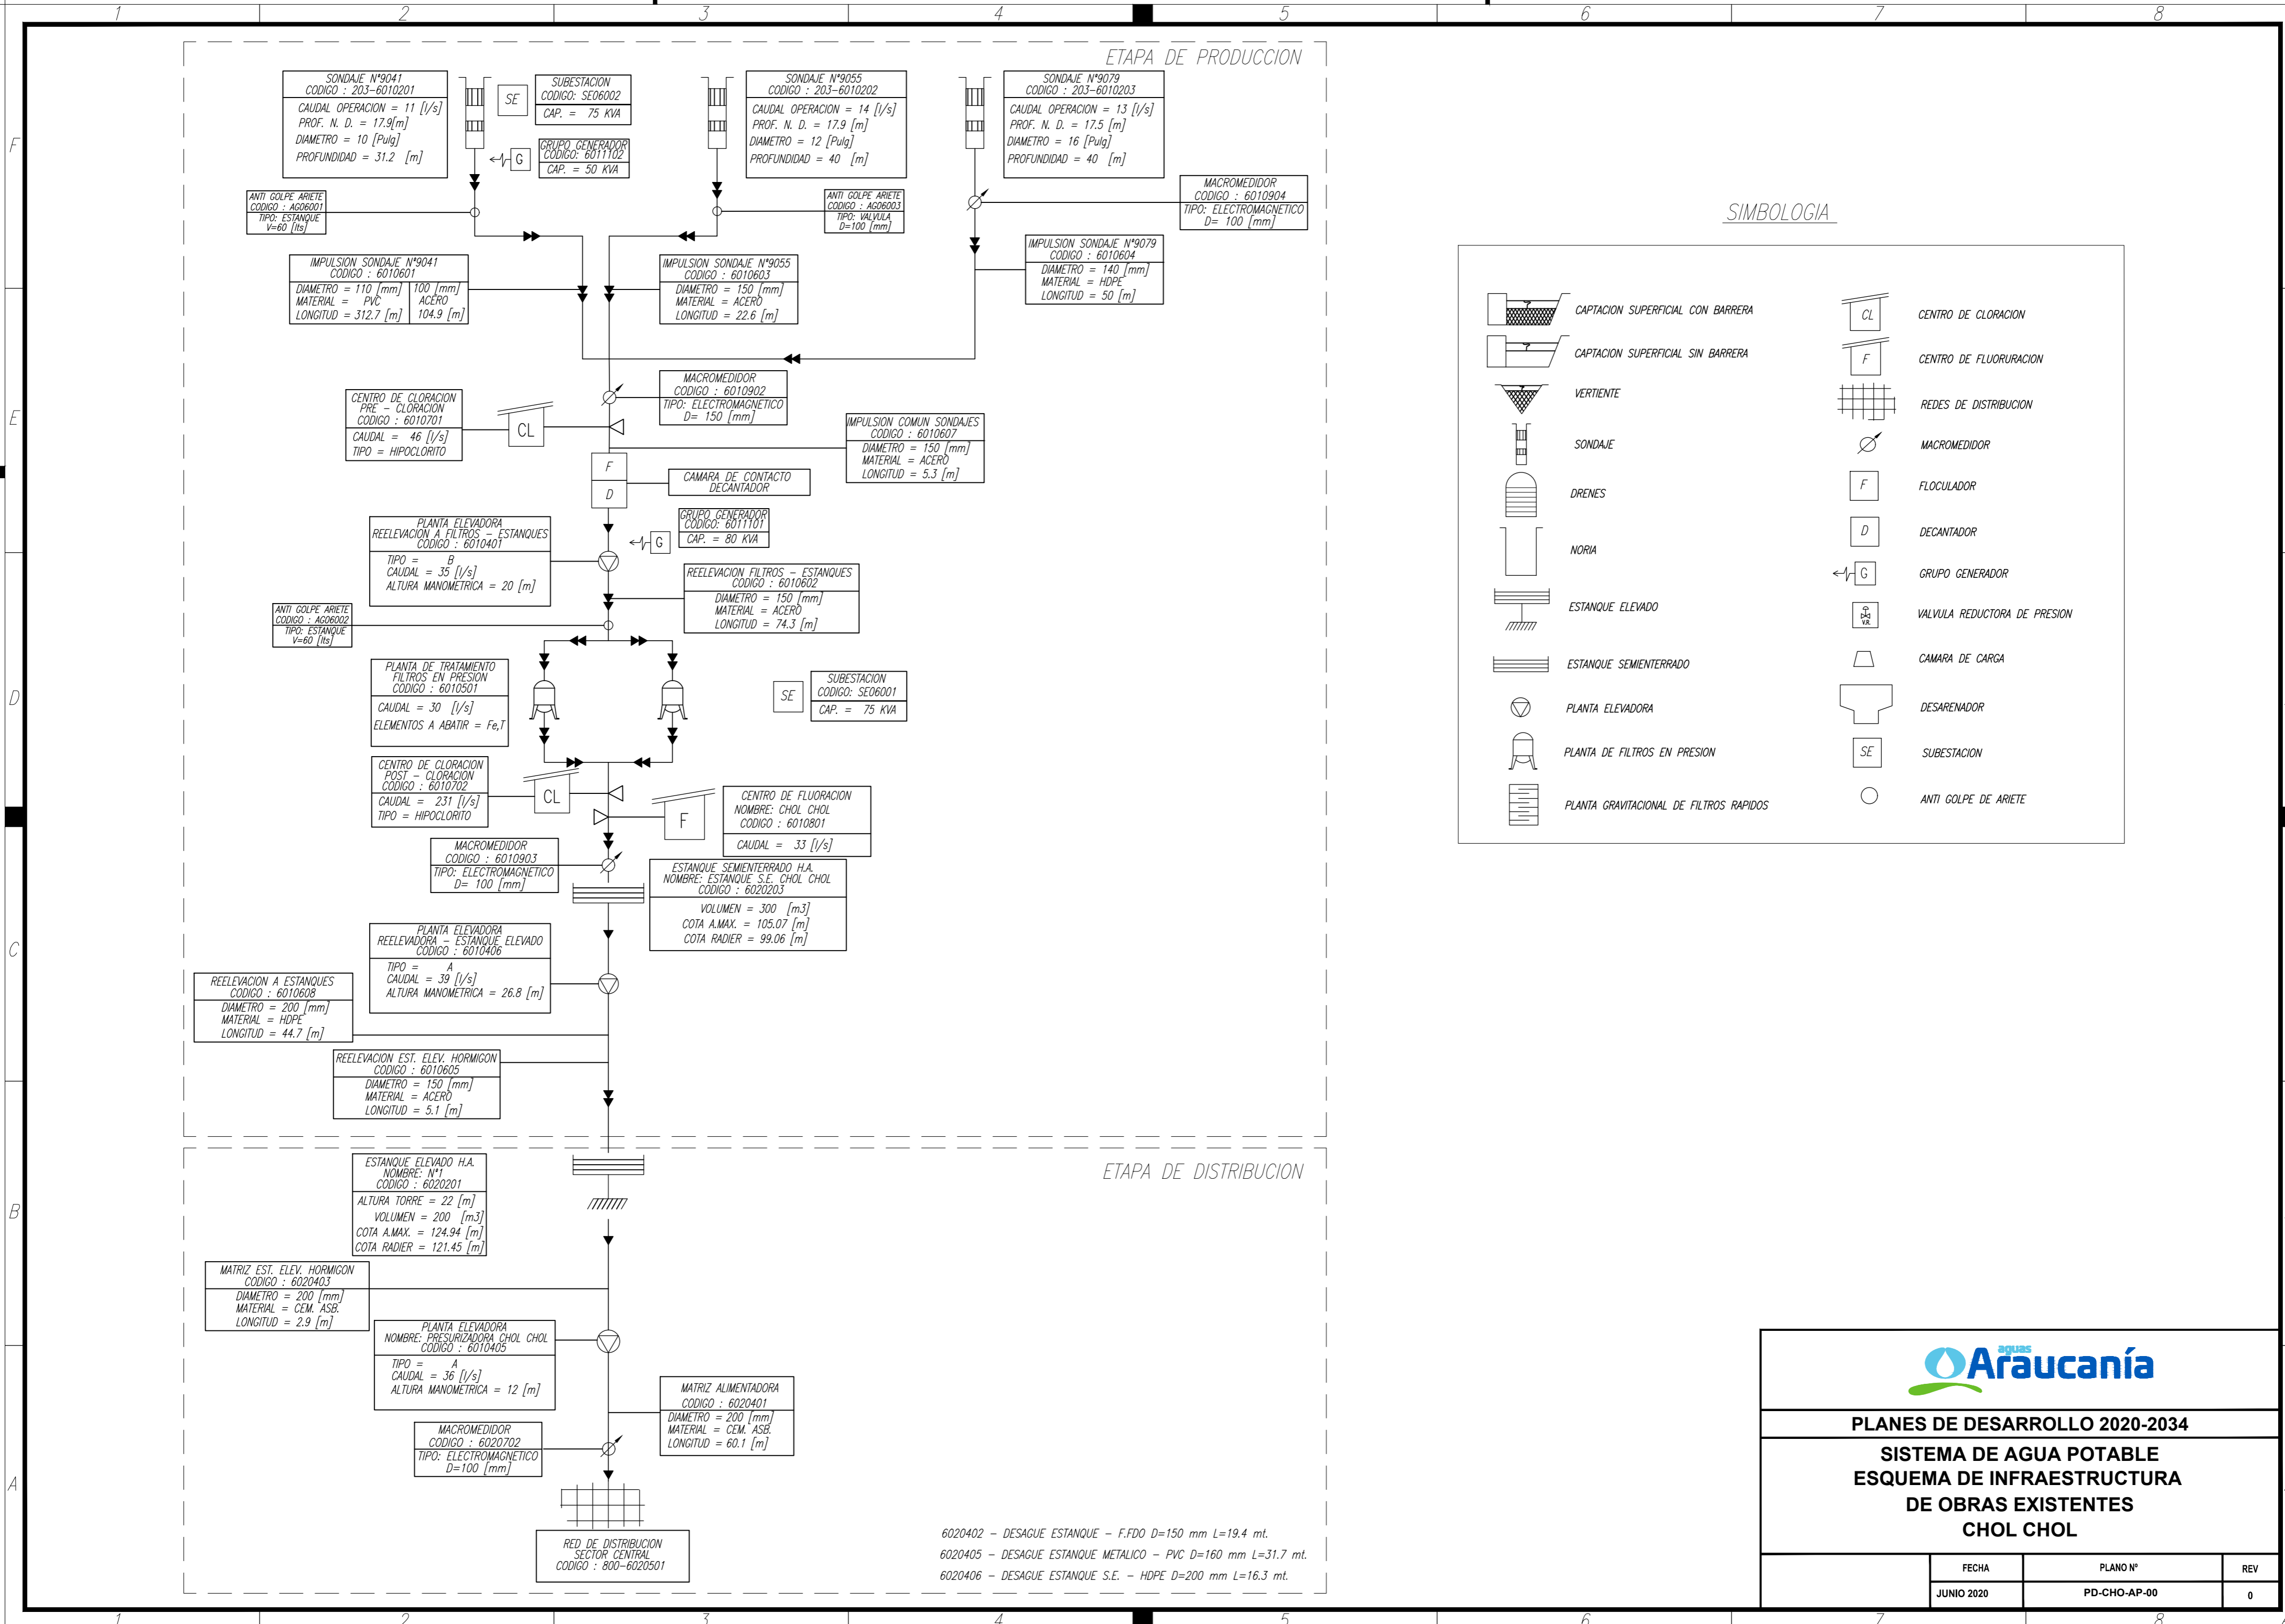 1 2 3 4 5 6 7 8
F
E
D
C
B
A
ETAPA DE PRODUCCION
SONDAJE N°9041
CODIGO : 203-6010201
CAUDAL OPERACION = 11 [l/s]
PROF. N. D. = 17.9[m]
DIAMETRO = 10 [Pulg]
PROFUNDIDAD = 31.2 [m]
SE
SUBESTACION
CODIGO: SE06002
CAP. = 75 KVA
G
GRUPO GENERADOR
CODIGO: 6011102
CAP. = 50 KVA
SONDAJE N°9055
CODIGO : 203-6010202
CAUDAL OPERACION = 14 [l/s]
PROF. N. D. = 17.9 [m]
DIAMETRO = 12 [Pulg]
PROFUNDIDAD = 40 [m]
SONDAJE N°9079
CODIGO : 203-6010203
CAUDAL OPERACION = 13 [l/s]
PROF. N. D. = 17.5 [m]
DIAMETRO = 16 [Pulg]
PROFUNDIDAD = 40 [m]
ANTI GOLPE ARIETE
CODIGO : AG06001
TIPO: ESTANQUE
V=60 [lts]
ANTI GOLPE ARIETE
CODIGO : AG06003
TIPO: VALVULA
D=100 [mm]
MACROMEDIDOR
CODIGO : 6010904
TIPO: ELECTROMAGNETICO
D= 100 [mm]
IMPULSION SONDAJE N°9041
CODIGO : 6010601
DIAMETRO = 110 [mm]
MATERIAL = PVC
LONGITUD = 312.7 [m]
100 [mm]
ACERO
104.9 [m]
IMPULSION SONDAJE N°9055
CODIGO : 6010603
DIAMETRO = 150 [mm]
MATERIAL = ACERO
LONGITUD = 22.6 [m]
IMPULSION SONDAJE N°9079
CODIGO : 6010604
DIAMETRO = 140 [mm]
MATERIAL = HDPE
LONGITUD = 50 [m]
MACROMEDIDOR
CODIGO : 6010902
TIPO: ELECTROMAGNETICO
D= 150 [mm]
CENTRO DE CLORACION
PRE - CLORACION
CODIGO : 6010701
CAUDAL = 46 [l/s]
TIPO = HIPOCLORITO
CL
IMPULSION COMUN SONDAJES
CODIGO : 6010607
DIAMETRO = 150 [mm]
MATERIAL = ACERO
LONGITUD = 5.3 [m]
F
D
CAMARA DE CONTACTO
DECANTADOR
PLANTA ELEVADORA
REELEVACION A FILTROS - ESTANQUES
CODIGO : 6010401
TIPO = B
CAUDAL = 35 [l/s]
ALTURA MANOMETRICA = 20 [m]
G
GRUPO GENERADOR
CODIGO: 6011101
CAP. = 80 KVA
REELEVACION FILTROS - ESTANQUES
CODIGO : 6010602
DIAMETRO = 150 [mm]
MATERIAL = ACERO
LONGITUD = 74.3 [m]
ANTI GOLPE ARIETE
CODIGO : AG06002
TIPO: ESTANQUE
V=60 [lts]
PLANTA DE TRATAMIENTO
FILTROS EN PRESION
CODIGO : 6010501
CAUDAL = 30 [l/s]
ELEMENTOS A ABATIR = Fe,T
SE
SUBESTACION
CODIGO: SE06001
CAP. = 75 KVA
CENTRO DE CLORACION
POST - CLORACION
CODIGO : 6010702
CAUDAL = 231 [l/s]
TIPO = HIPOCLORITO
CL
F
CENTRO DE FLUORACION
NOMBRE: CHOL CHOL
CODIGO : 6010801
CAUDAL = 33 [l/s]
MACROMEDIDOR
CODIGO : 6010903
TIPO: ELECTROMAGNETICO
D= 100 [mm]
ESTANQUE SEMIENTERRADO H.A.
NOMBRE: ESTANQUE S.E. CHOL CHOL
CODIGO : 6020203
VOLUMEN = 300 [m3]
COTA A.MAX. = 105.07 [m]
COTA RADIER = 99.06 [m]
PLANTA ELEVADORA
REELEVADORA - ESTANQUE ELEVADO
CODIGO : 6010406
TIPO = A
CAUDAL = 39 [l/s]
ALTURA MANOMETRICA = 26.8 [m]
REELEVACION A ESTANQUES
CODIGO : 6010608
DIAMETRO = 200 [mm]
MATERIAL = HDPE
LONGITUD = 44.7 [m]
REELEVACION EST. ELEV. HORMIGON
CODIGO : 6010605
DIAMETRO = 150 [mm]
MATERIAL = ACERO
LONGITUD = 5.1 [m]
ETAPA DE DISTRIBUCION
ESTANQUE ELEVADO H.A.
NOMBRE: N°1
CODIGO : 6020201
ALTURA TORRE = 22 [m]
VOLUMEN = 200 [m3]
COTA A.MAX. = 124.94 [m]
COTA RADIER = 121.45 [m]
MATRIZ EST. ELEV. HORMIGON
CODIGO : 6020403
DIAMETRO = 200 [mm]
MATERIAL = CEM. ASB.
LONGITUD = 2.9 [m]
PLANTA ELEVADORA
NOMBRE: PRESURIZADORA CHOL CHOL
CODIGO : 6010405
TIPO = A
CAUDAL = 36 [l/s]
ALTURA MANOMETRICA = 12 [m]
MATRIZ ALIMENTADORA
CODIGO : 6020401
DIAMETRO = 200 [mm]
MATERIAL = CEM. ASB.
LONGITUD = 60.1 [m]
MACROMEDIDOR
CODIGO : 6020702
TIPO: ELECTROMAGNETICO
D=100 [mm]
RED DE DISTRIBUCION
SECTOR CENTRAL
CODIGO : 800-6020501
6020402 - DESAGUE ESTANQUE - F.FDO D=150 mm L=19.4 mt.
6020405 - DESAGUE ESTANQUE METALICO - PVC D=160 mm L=31.7 mt.
6020406 - DESAGUE ESTANQUE S.E. - HDPE D=200 mm L=16.3 mt.
SIMBOLOGIA
CAPTACION SUPERFICIAL CON BARRERA
CAPTACION SUPERFICIAL SIN BARRERA
VERTIENTE
SONDAJE
DRENES
NORIA
ESTANQUE ELEVADO
ESTANQUE SEMIENTERRADO
PLANTA ELEVADORA
PLANTA DE FILTROS EN PRESION
PLANTA GRAVITACIONAL DE FILTROS RAPIDOS
CL CENTRO DE CLORACION
F CENTRO DE FLUORURACION
REDES DE DISTRIBUCION
MACROMEDIDOR
F FLOCULADOR
D DECANTADOR
G GRUPO GENERADOR
V.R. VALVULA REDUCTORA DE PRESION
CAMARA DE CARGA
DESARENADOR
SE SUBESTACION
ANTI GOLPE DE ARIETE
aguas
Araucanía
PLANES DE DESARROLLO 2020-2034
SISTEMA DE AGUA POTABLE
ESQUEMA DE INFRAESTRUCTURA
DE OBRAS EXISTENTES
CHOL CHOL
FECHA PLANO Nº REV
JUNIO 2020 PD-CHO-AP-00 0
1 2 3 4 5 6 7 8